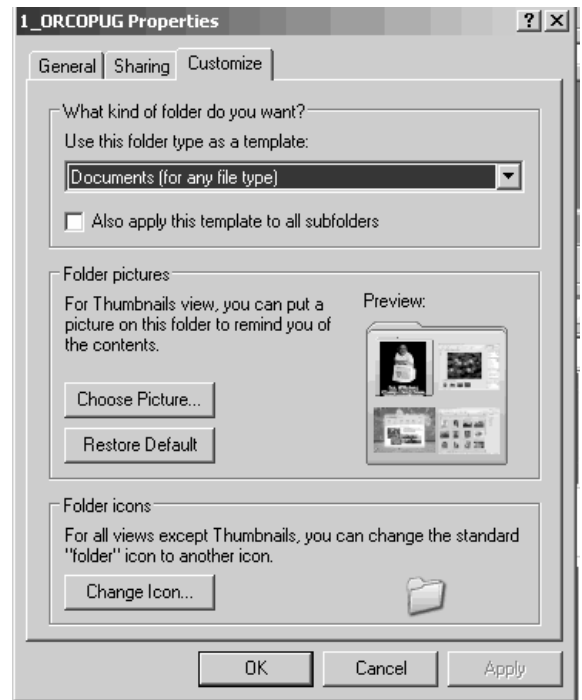 1_ORCOPUG Properties
General Sharing Customize
What kind of folder do you want?
Use this folder type as a template:
Documents (for any file type)
Also apply this template to all subfolders
Folder pictures
For Thumbnails view, you can put a
picture on this folder to remind you of
the contents.
Preview:
Choose Picture...
Restore Default
Folder icons
For all views except Thumbnails, you can change the standard
"folder" icon to another icon.
Change Icon...
OK Cancel Apply